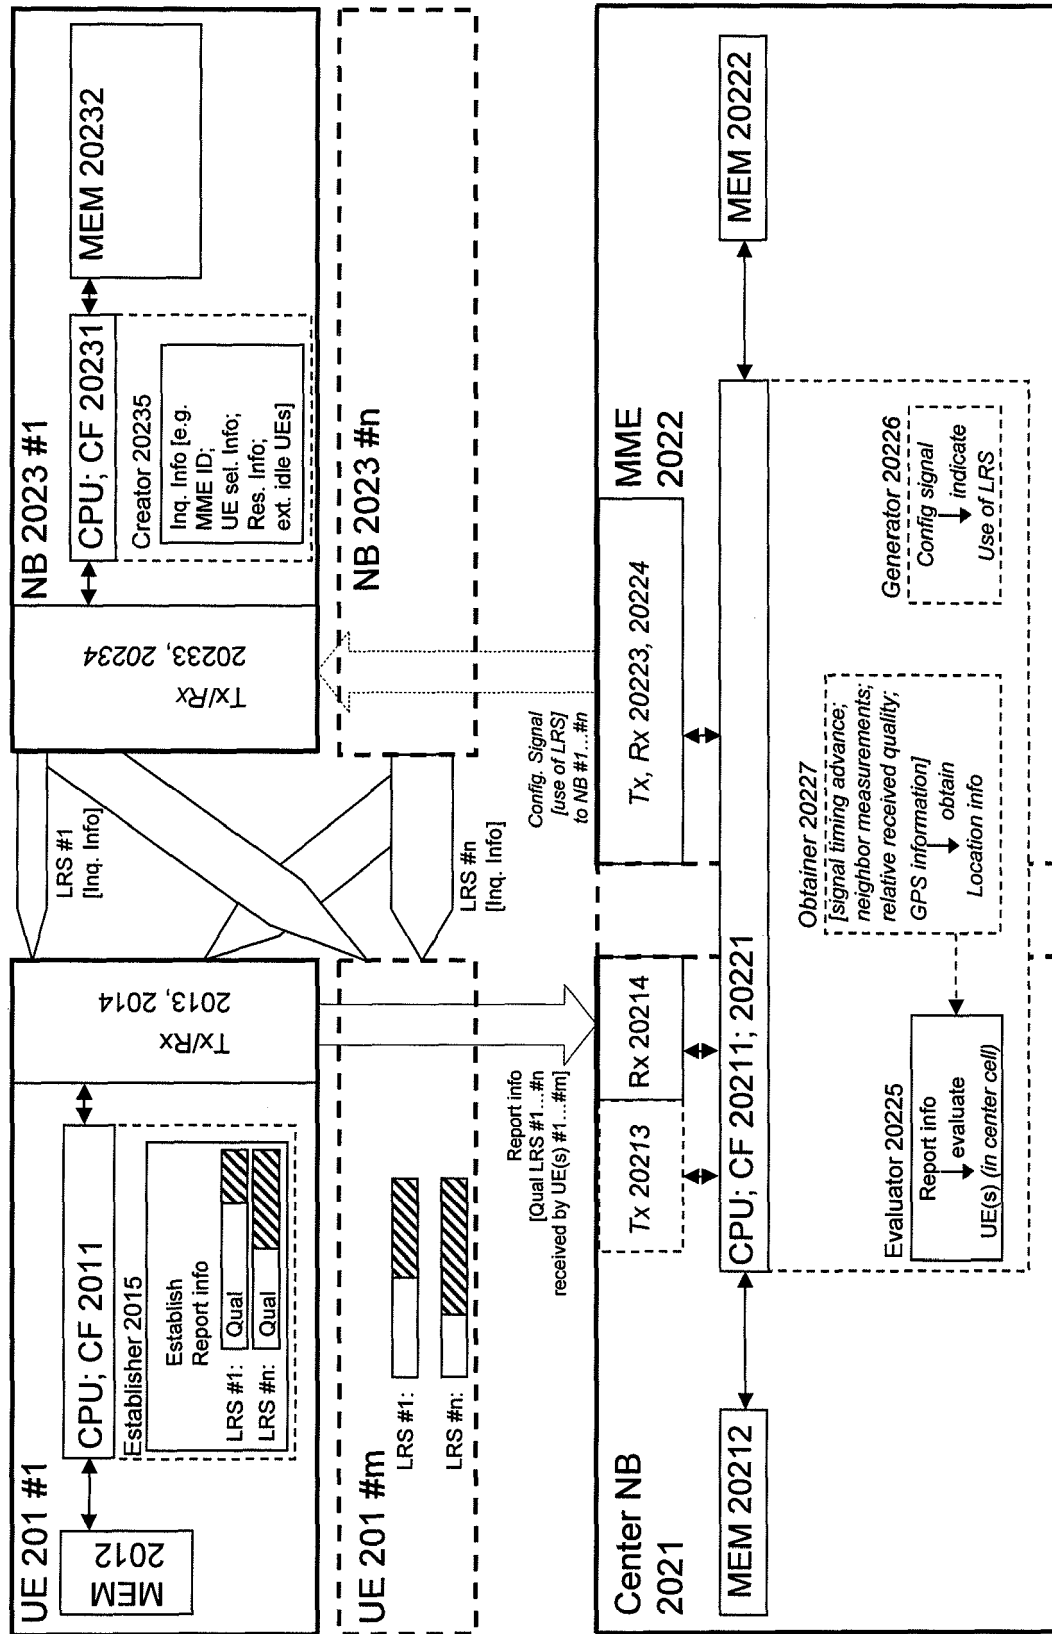 UE 201 #1
MEM
2012
CPU; CF 2011
Establisher 2015
Establish
Report info
LRS #1:
Qual
LRS #n:
Qual
Tx/Rx
2013, 2014
LRS #1
[Inq. Info]
NB 2023 #1
Tx/Rx
20233, 20234
CPU; CF 20231
Creator 20235
Inq. Info [e.g.
MME ID;
UE sel. Info;
Res. Info;
ext. idle UEs]
MEM 20232
UE 201 #m
LRS #1:
LRS #n:
LRS #n
[Inq. Info]
NB 2023 #n
Report info
[Qual LRS #1...#n
received by UE(s) #1...#m]
Config. Signal
[use of LRS]
to NB #1...#n
Center NB
2021
MEM 20212
Tx 20213
Rx 20214
CPU; CF 20211; 20221
MME
2022
Tx, Rx 20223, 20224
MEM 20222
Evaluator 20225
Report info
evaluate
UE(s) (in center cell)
Obtainer 20227
[signal timing advance;
neighbor measurements;
relative received quality;
GPS information]
obtain
Location info
Generator 20226
Config signal
indicate
Use of LRS